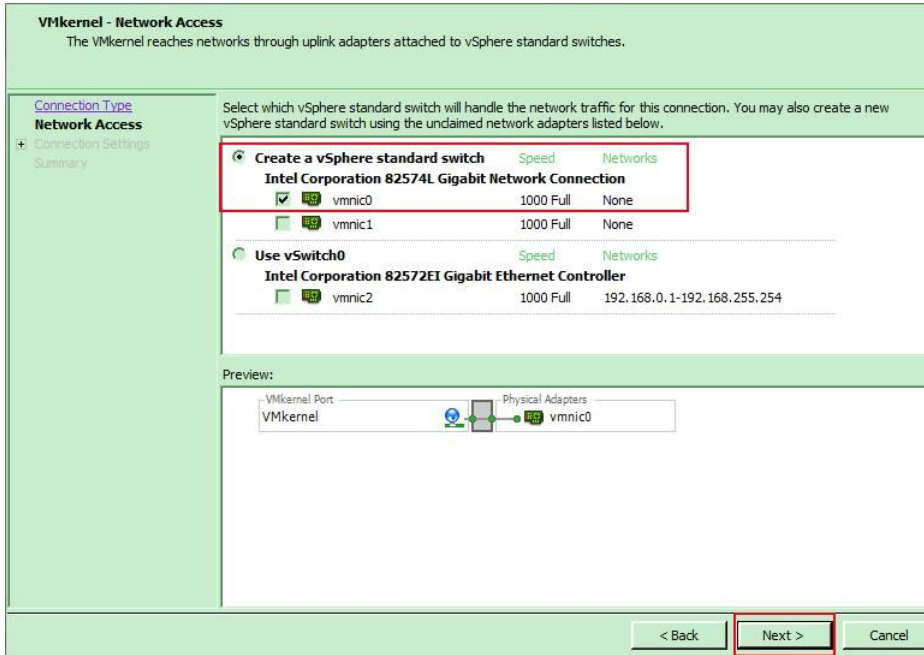 VMkernel - Network Access
The VMkernel reaches networks through uplink adapters attached to vSphere standard switches.
Connection Type
Network Access
Connection Settings
Summary
Select which vSphere standard switch will handle the network traffic for this connection. You may also create a new
vSphere standard switch using the unclaimed network adapters listed below.
Create a vSphere standard switch Speed Networks
Intel Corporation 82574L Gigabit Network Connection
vmnic0 1000 Full None
vmnic1 1000 Full None
Use vSwitch0 Speed Networks
Intel Corporation 82572EI Gigabit Ethernet Controller
vmnic2 1000 Full 192.168.0.1-192.168.255.254
Preview:
VMkernel Port Physical Adapters
VMkernel vmnic0
< Back Next > Cancel